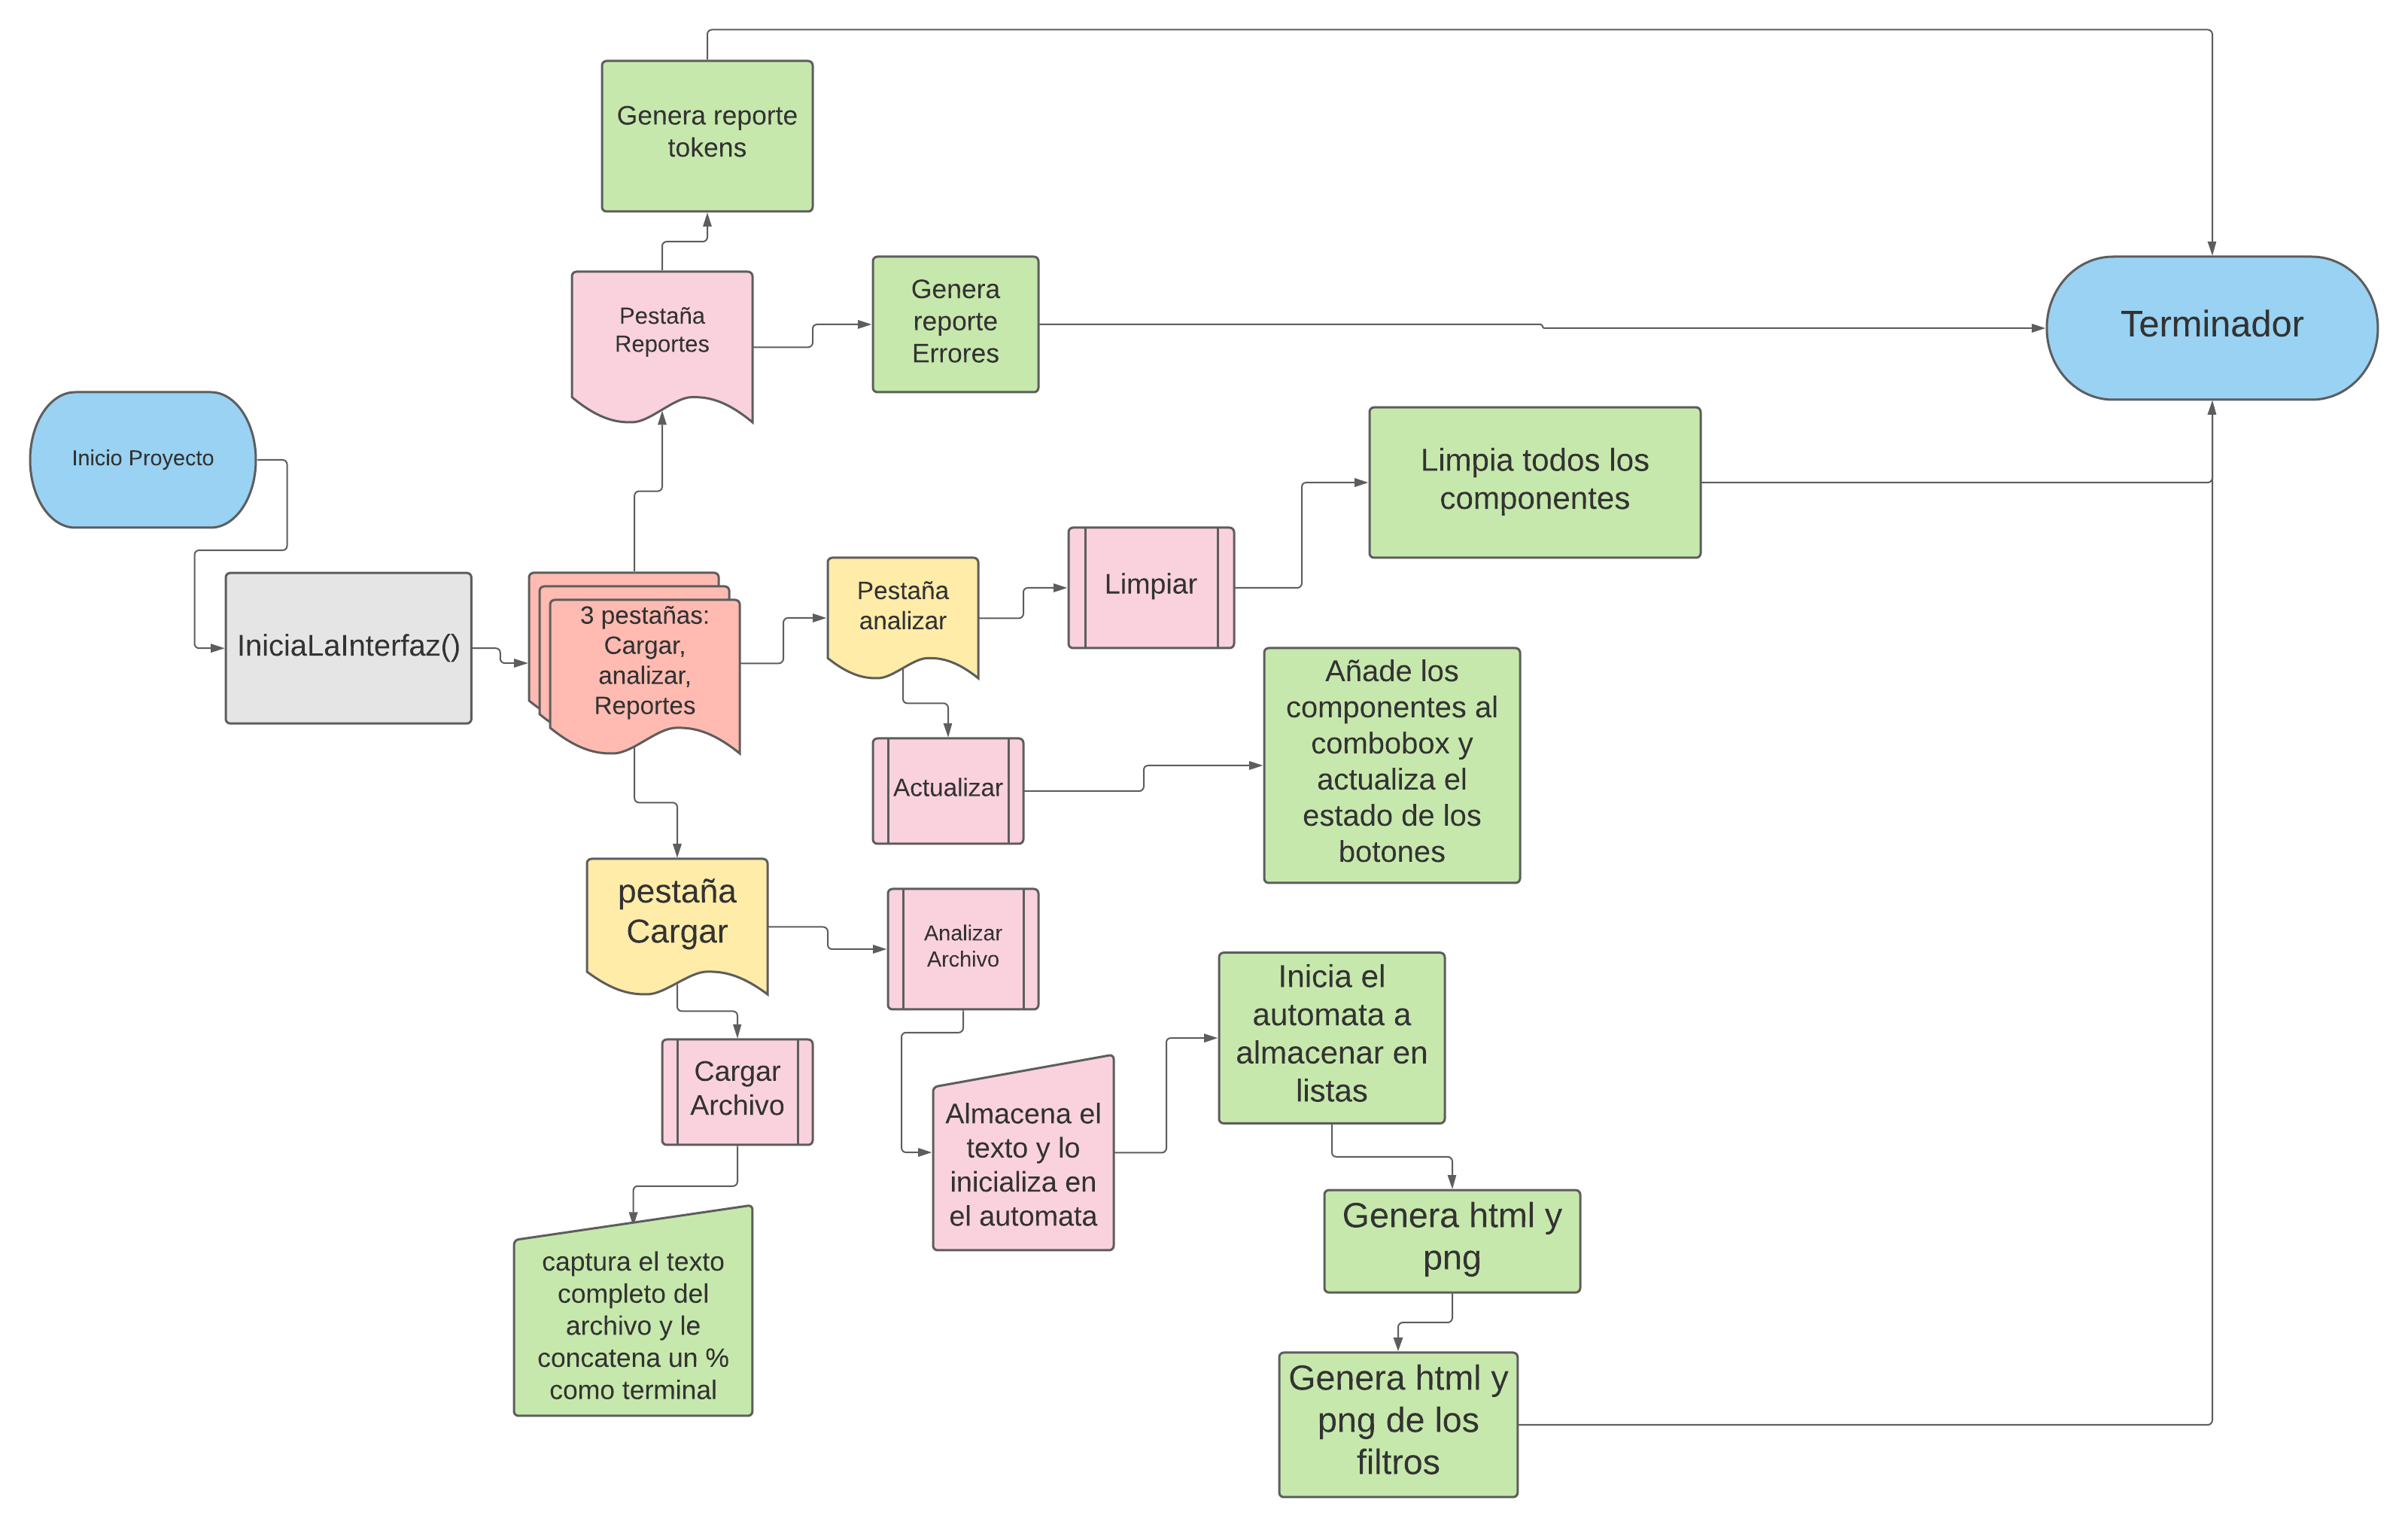 Genera reporte
tokens
Pestaña
Reportes
Genera
reporte
Errores
Terminador
Inicio Proyecto
Limpia todos los
componentes
IniciaLaInterfaz()
3 pestañas:
Cargar,
analizar,
Reportes
Pestaña
analizar
Limpiar
Añade los
componentes al
combobox y
actualiza el
estado de los
botones
Actualizar
pestaña
Cargar
Analizar
Archivo
Inicia el
automata a
almacenar en
listas
Cargar
Archivo
Almacena el
texto y lo
inicializa en
el automata
Genera html y
png
captura el texto
completo del
archivo y le
concatena un %
como terminal
Genera html y
png de los
filtros